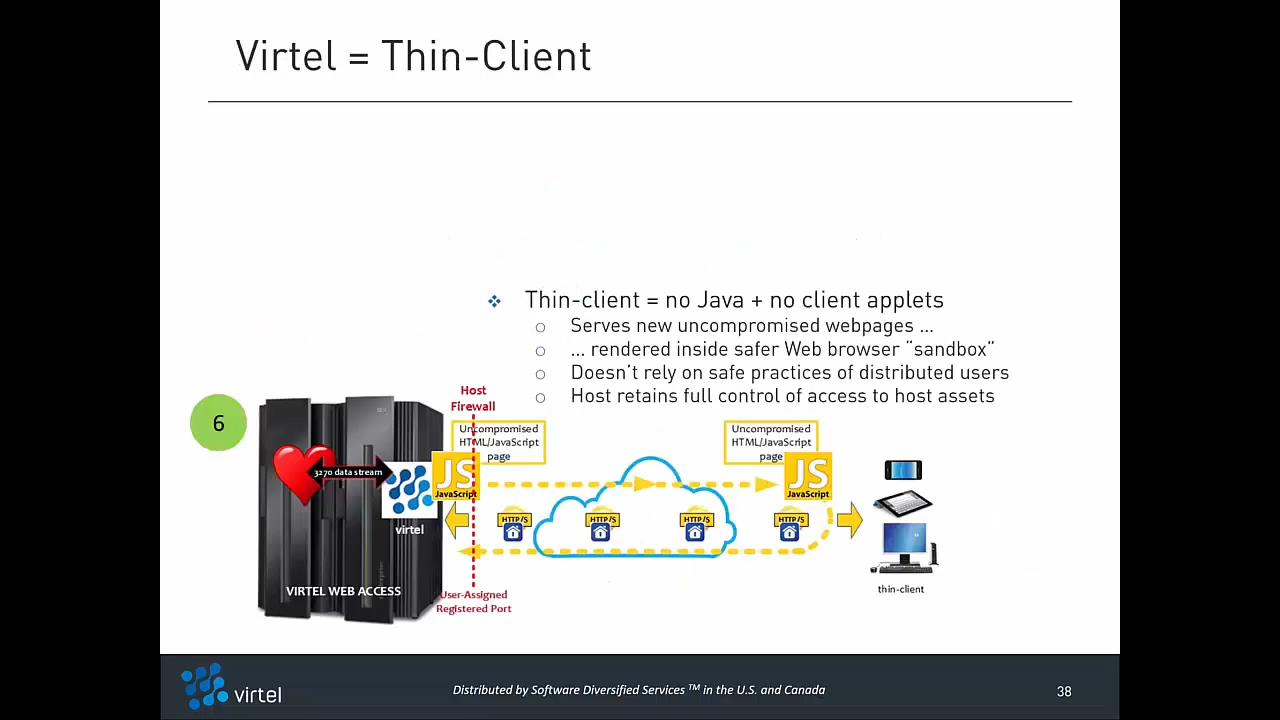 Virtel = Thin-Client
Thin-client = no Java + no client applets
Serves new uncompromised webpages ...
... rendered inside safer Web browser “sandbox”
Doesn’t rely on safe practices of distributed users
Host retains full control of access to host assets
6
Host
Firewall
Uncompromised
HTML/JavaScript
page
Uncompromised
HTML/JavaScript
page
3270 data stream
JS
JavaScript
JS
JavaScript
virtel
HTTP/S
HTTP/S
HTTP/S
HTTP/S
VIRTEL WEB ACCESS
User-Assigned
Registered Port
thin-client
virtel
Distributed by Software Diversified Services TM in the U.S. and Canada
38